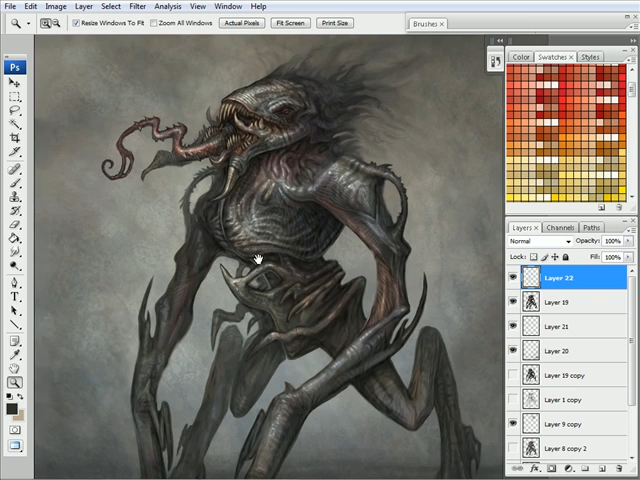 File Edit Image Layer Select Filter Analysis View Window Help
Resize Windows To Fit Zoom All Windows Actual Pixels Fit Screen Print Size Brushes ×
Ps
Color Swatches × Styles
Layers × Channels Paths
Normal Opacity: 100%
Lock: Fill: 100%
Layer 22
Layer 19
Layer 21
Layer 20
Layer 19 copy
Layer 1 copy
Layer 9 copy
Layer 8 copy 2
T
fx